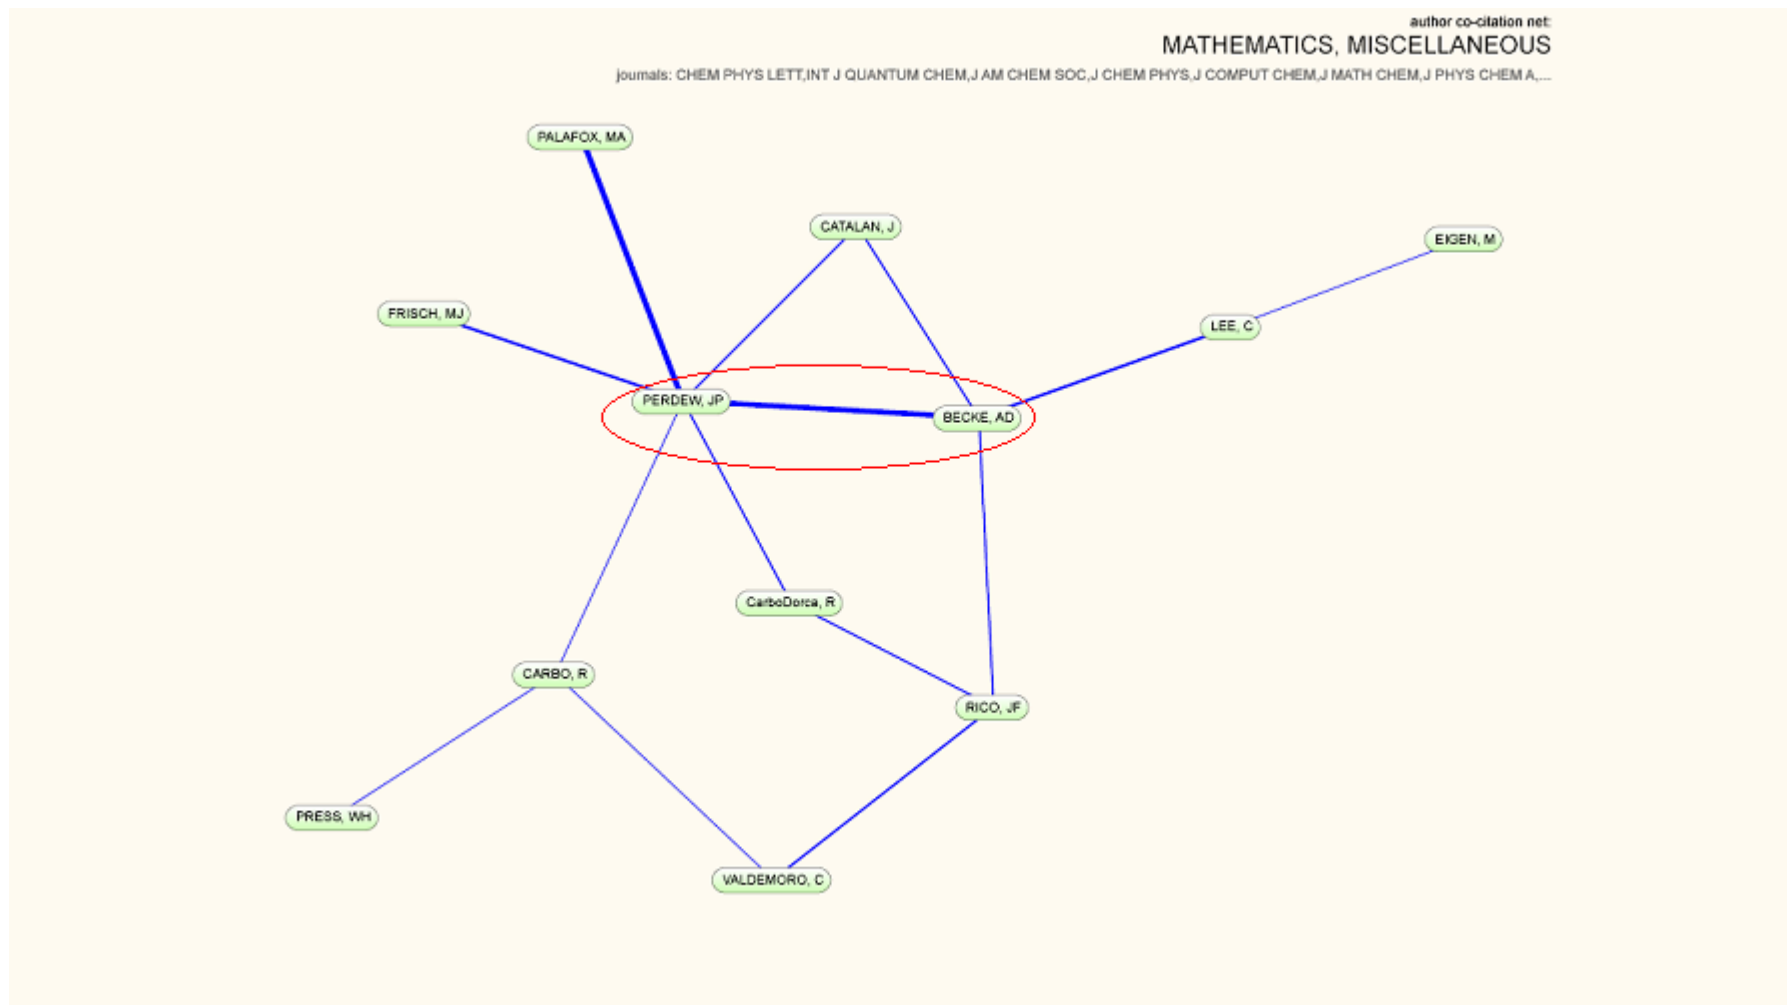 author co-citation net:
MATHEMATICS, MISCELLANEOUS
journals: CHEM PHYS LETT,INT J QUANTUM CHEM,J AM CHEM SOC,J CHEM PHYS,J COMPUT CHEM,J MATH CHEM,J PHYS CHEM A,...
PALAFOX, MA
CATALAN, J
EIGEN, M
FRISCH, MJ
LEE, C
PERDEW, JP
BECKE, AD
CarboDorca, R
CARBO, R
RICO, JF
PRESS, WH
VALDEMORO, C